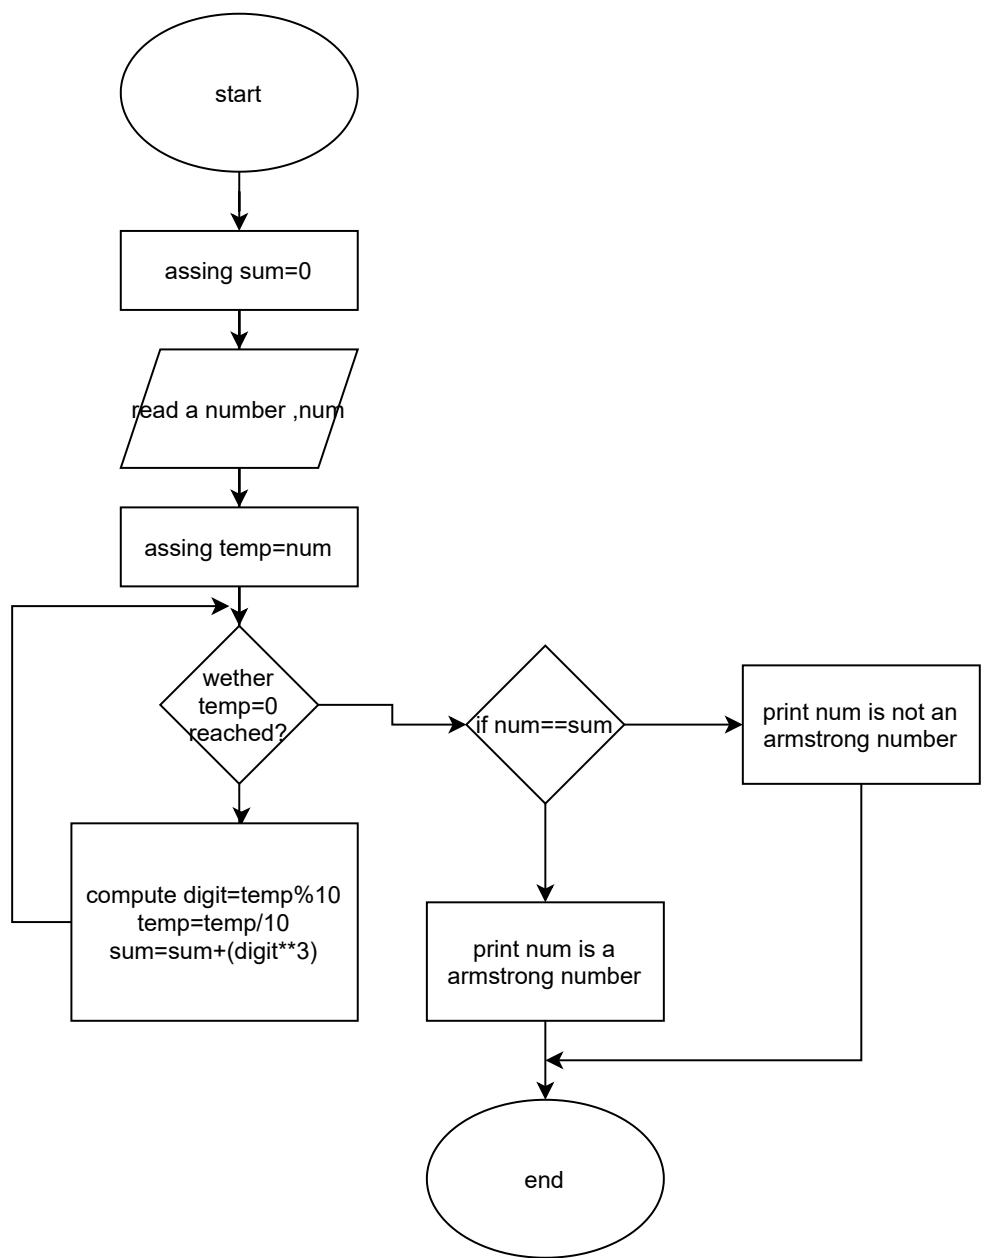 start
assing sum=0
read a number ,num
assing temp=num
wether
temp=0
reached?
if num==sum
print num is not an
armstrong number
compute digit=temp%10
temp=temp/10
sum=sum+(digit**3)
print num is a
armstrong number
end